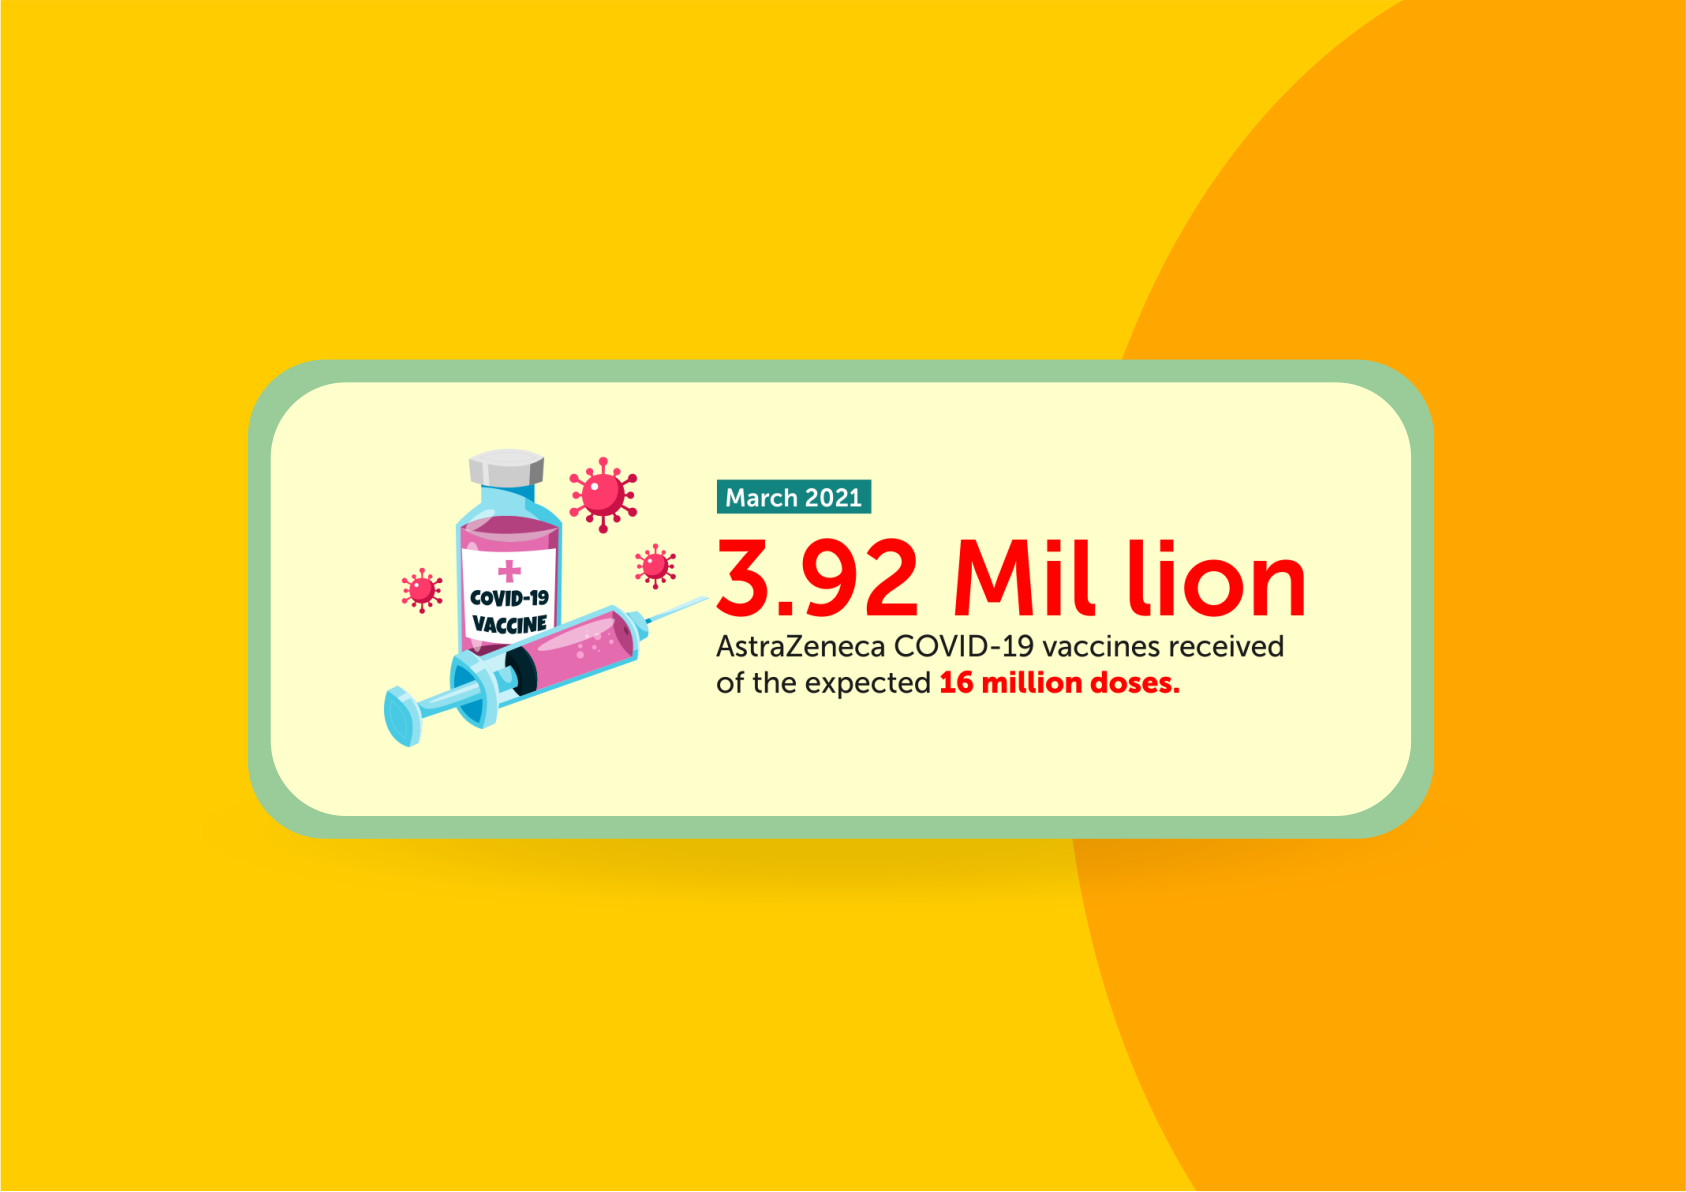 March 2021
3.92 Mil lion
AstraZeneca COVID-19 vaccines received
of the expected 16 million doses.
COVID-19
VACCINE